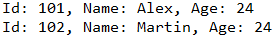 Id: 101, Name: Alex, Age: 24
Id: 102, Name: Martin, Age: 24